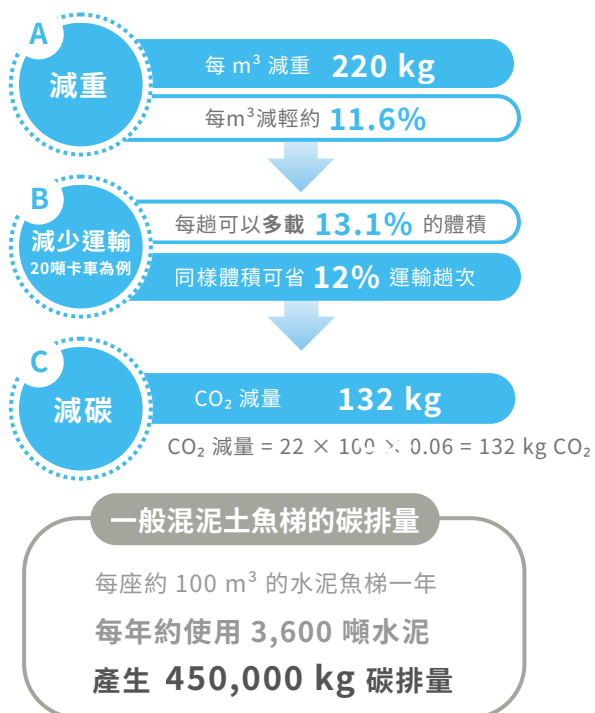 A
減重
每 m³ 減重 220 kg
每m³減輕約 11.6%
B
減少運輸
20噸卡車為例
每趟可以多載 13.1% 的體積
同樣體積可省 12% 運輸趟次
C
減碳
CO₂ 減量 132 kg
CO₂ 減量 = 22 × 100 × 0.06 = 132 kg CO₂
一般混泥土魚梯的碳排量
每座約 100 m³ 的水泥魚梯一年
每年約使用 3,600 噸水泥
產生 450,000 kg 碳排量